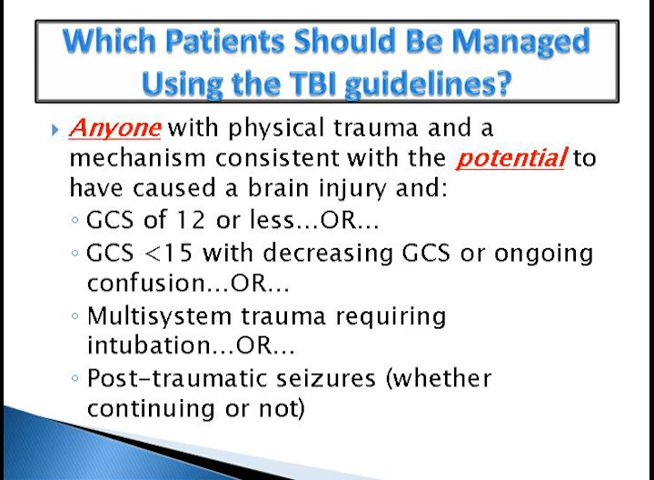 Which Patients Should Be Managed
Using the TBI guidelines?
Anyone with physical trauma and a
mechanism consistent with the potential to
have caused a brain injury and:
GCS of 12 or less...OR...
GCS <15 with decreasing GCS or ongoing
confusion...OR...
Multisystem trauma requiring
intubation...OR...
Post-traumatic seizures (whether
continuing or not)